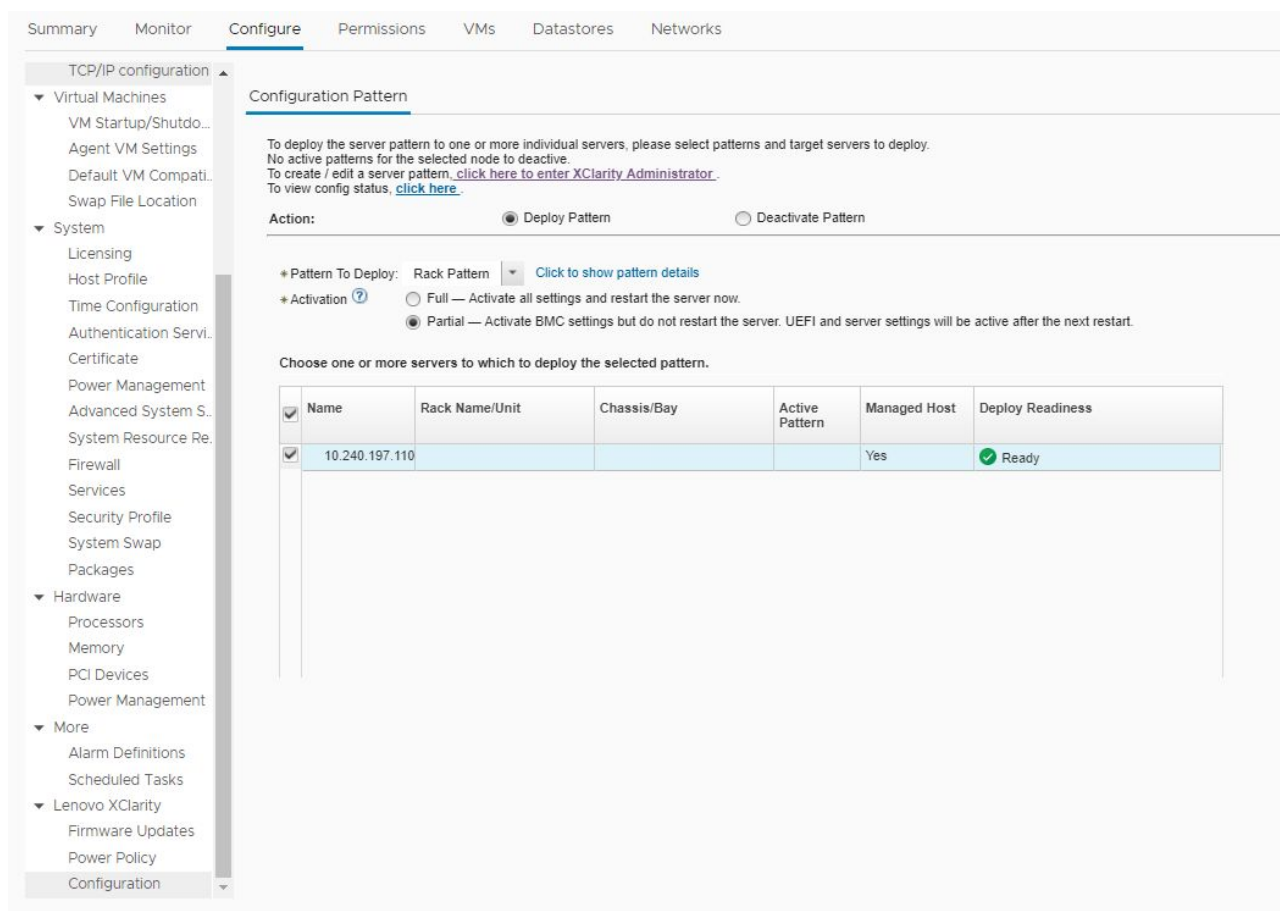 Summary Monitor Configure Permissions VMs Datastores Networks
TCP/IP configuration
Virtual Machines
VM Startup/Shutdo...
Agent VM Settings
Default VM Compati..
Swap File Location
System
Licensing
Host Profile
Time Configuration
Authentication Servi..
Certificate
Power Management
Advanced System S..
System Resource Re.
Firewall
Services
Security Profile
System Swap
Packages
Hardware
Processors
Memory
PCI Devices
Power Management
More
Alarm Definitions
Scheduled Tasks
Lenovo XClarity
Firmware Updates
Power Policy
Configuration
Configuration Pattern
To deploy the server pattern to one or more individual servers, please select patterns and target servers to deploy.
No active patterns for the selected node to deactive.
To create / edit a server pattern, click here to enter XClarity Administrator .
To view config status, click here .
Action: Deploy Pattern Deactivate Pattern
*Pattern To Deploy: Rack Pattern Click to show pattern details
*Activation ? Full — Activate all settings and restart the server now.
Partial — Activate BMC settings but do not restart the server. UEFI and server settings will be active after the next restart.
Choose one or more servers to which to deploy the selected pattern.
Name Rack Name/Unit Chassis/Bay Active Pattern Managed Host Deploy Readiness
10.240.197.110 Yes Ready